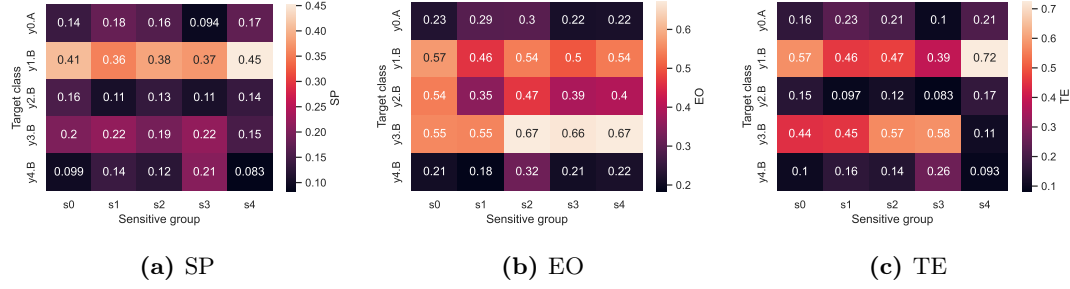 y0.A 0.14 0.18 0.16 0.094 0.17
y1.B 0.41 0.36 0.38 0.37 0.45
y2.B 0.16 0.11 0.13 0.11 0.14
y3.B 0.2 0.22 0.19 0.22 0.15
y4.B 0.099 0.14 0.12 0.21 0.083
s0 s1 s2 s3 s4
Sensitive group
Target class
0.45
0.40
0.35
0.30
0.25
0.20
0.15
0.10
SP
(a) SP
y0.A 0.23 0.29 0.3 0.22 0.22
y1.B 0.57 0.46 0.54 0.5 0.54
y2.B 0.54 0.35 0.47 0.39 0.4
y3.B 0.55 0.55 0.67 0.66 0.67
y4.B 0.21 0.18 0.32 0.21 0.22
s0 s1 s2 s3 s4
Sensitive group
Target class
0.6
0.5
0.4
0.3
0.2
EO
(b) EO
y0.A 0.16 0.23 0.21 0.1 0.21
y1.B 0.57 0.46 0.47 0.39 0.72
y2.B 0.15 0.097 0.12 0.083 0.17
y3.B 0.44 0.45 0.57 0.58 0.11
y4.B 0.1 0.16 0.14 0.26 0.093
s0 s1 s2 s3 s4
Sensitive group
Target class
0.7
0.6
0.5
0.4
0.3
0.2
0.1
TE
(c) TE